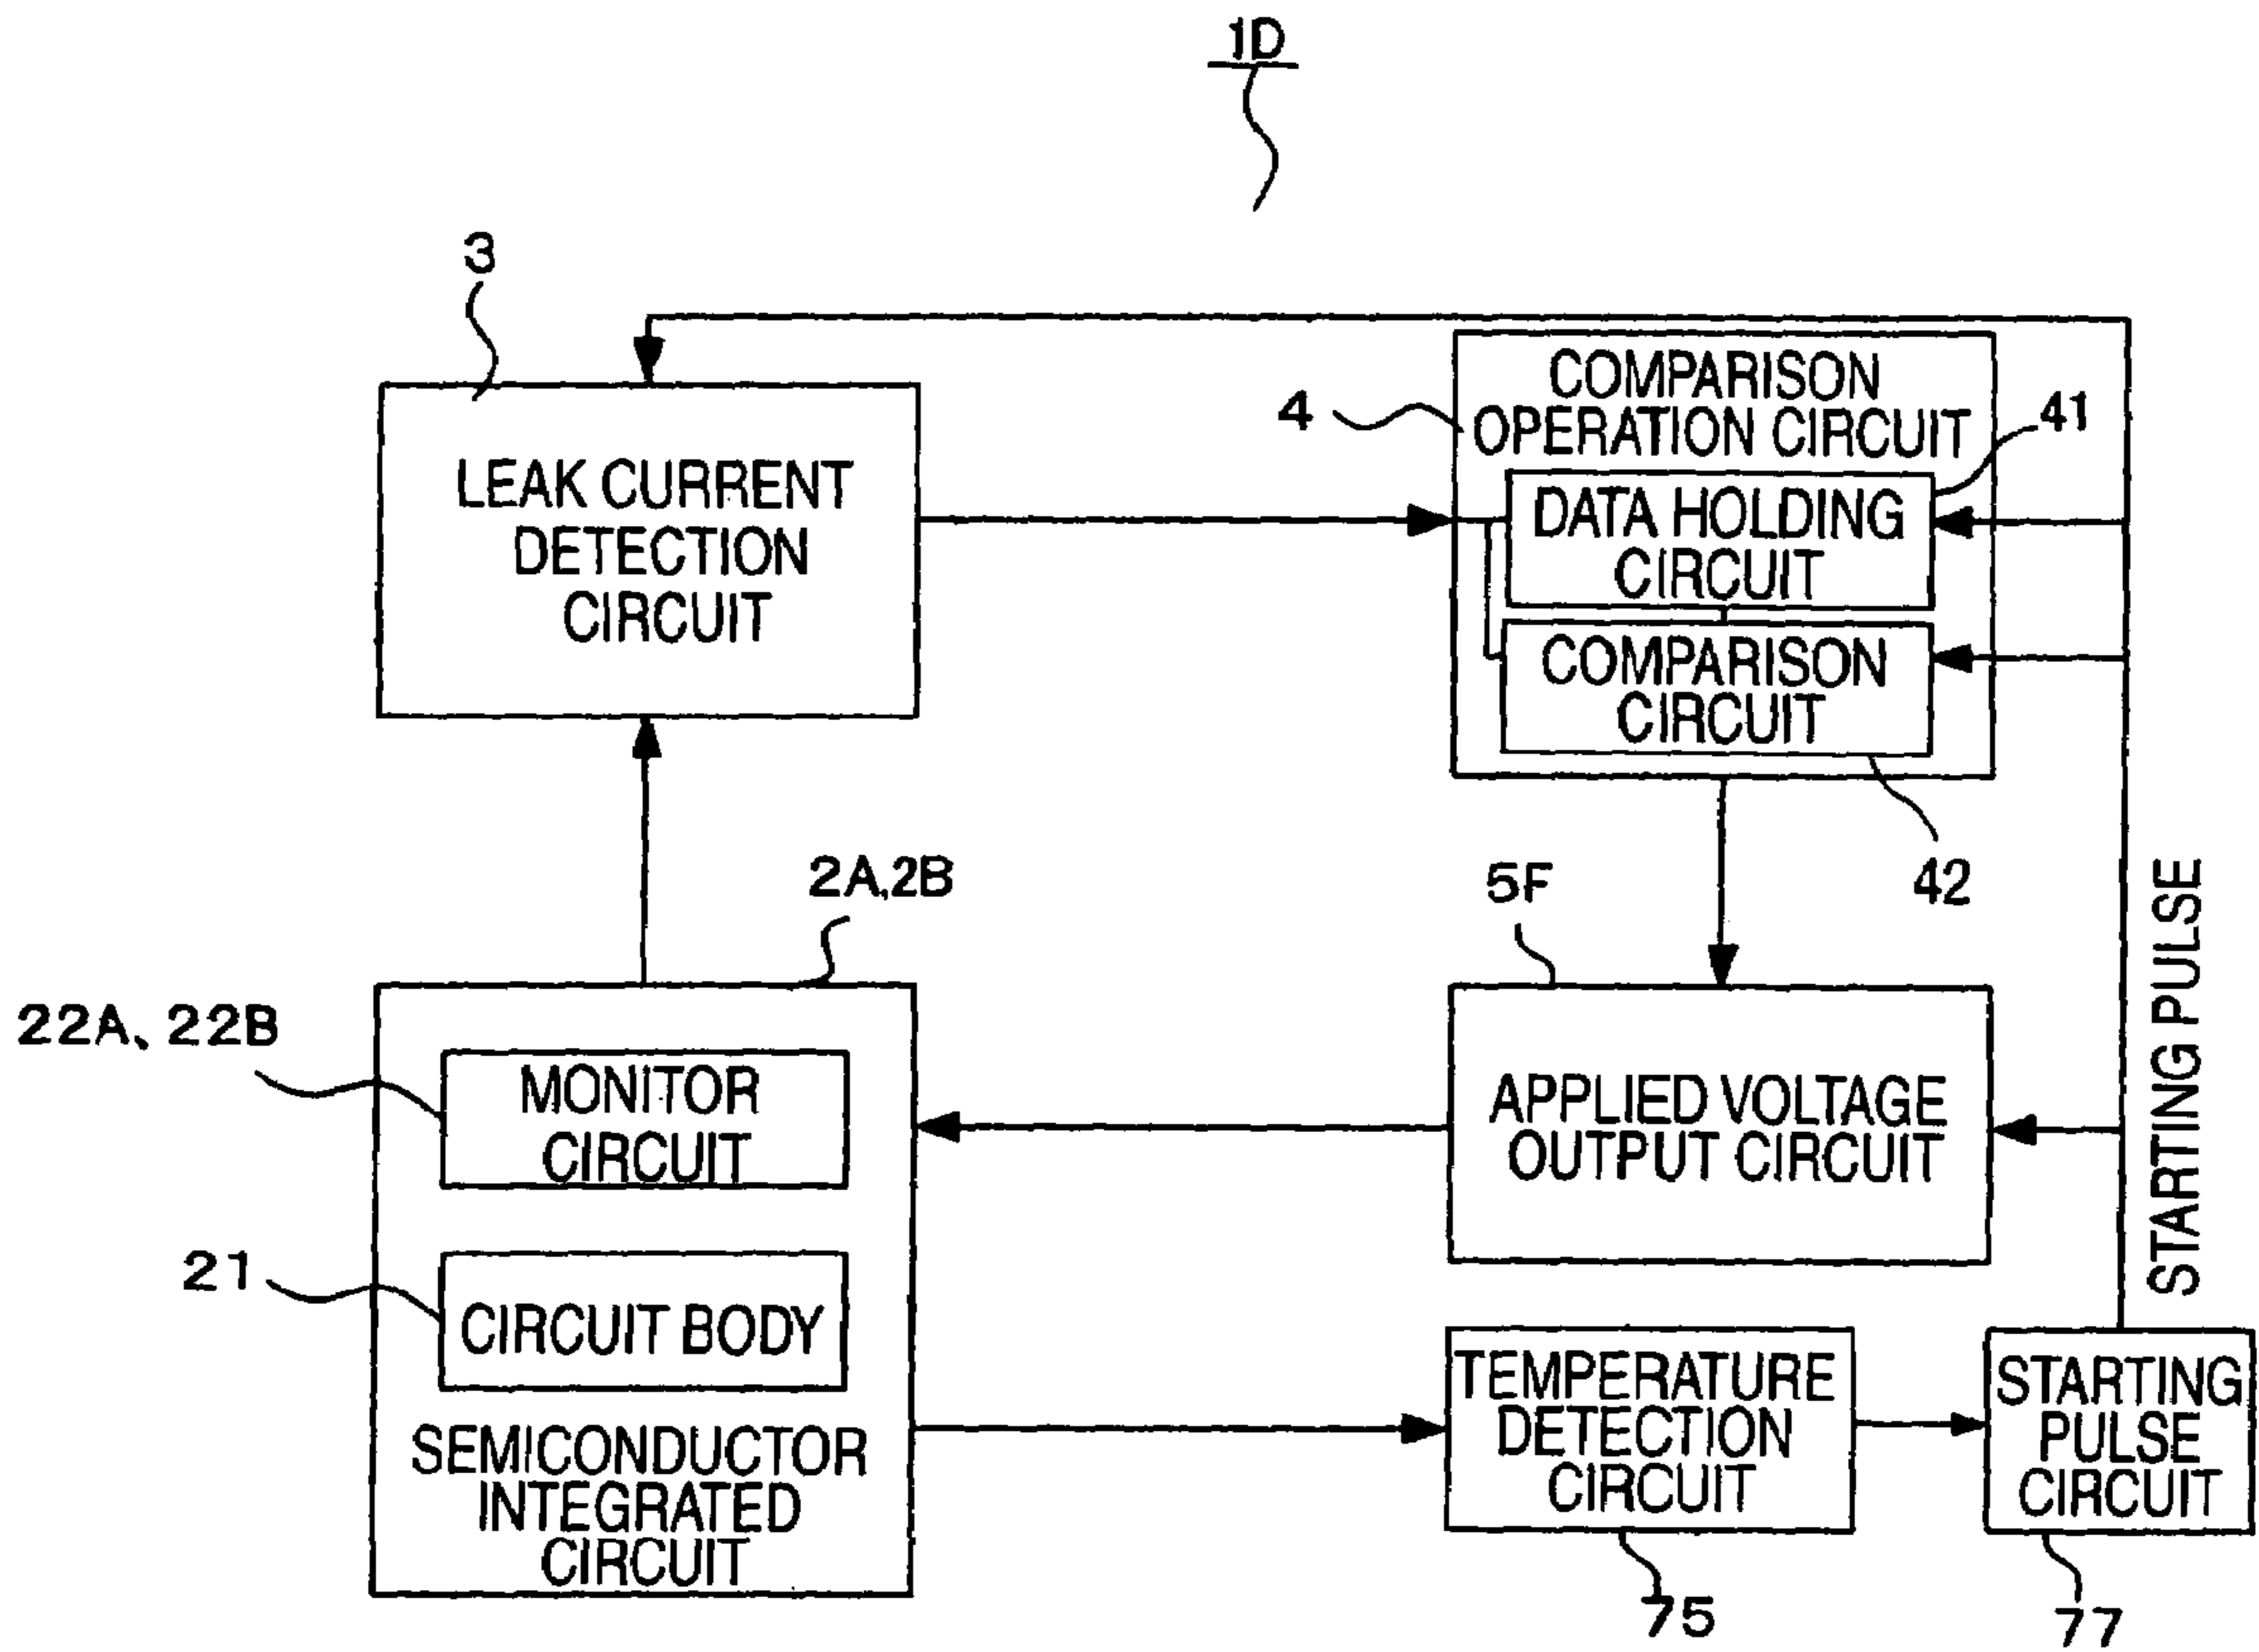 1D
3
LEAK CURRENT
DETECTION
CIRCUIT
COMPARISON
OPERATION CIRCUIT
4
41
DATA HOLDING
CIRCUIT
COMPARISON
CIRCUIT
42
2A,2B
5F
22A、22B
MONITOR
CIRCUIT
APPLIED VOLTAGE
OUTPUT CIRCUIT
STARTING PULSE
21
CIRCUIT BODY
SEMICONDUCTOR
INTEGRATED
CIRCUIT
TEMPERATURE
DETECTION
CIRCUIT
STARTING
PULSE
CIRCUIT
75
77